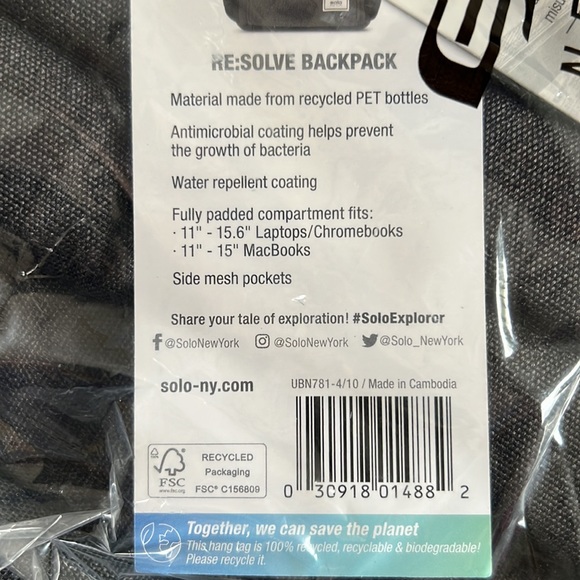 RE:SOLVE BACKPACK
Material made from recycled PET bottles
Antimicrobial coating helps prevent
the growth of bacteria
Water repellent coating
Fully padded compartment fits:
· 11" - 15.6" Laptops/Chromebooks
· 11" - 15" MacBooks
Side mesh pockets
Share your tale of exploration! #SoloExplorer
@SoloNewYork @SoloNewYork @Solo_NewYork
solo-ny.com
UBN781-4/10 / Made in Cambodia
FSC
www.fsc.org
RECYCLED
Packaging
FSC® C156809
0 30918 01488 2
Together, we can save the planet
This hang tag is 100% recycled, recyclable & biodegradable!
Please recycle it.